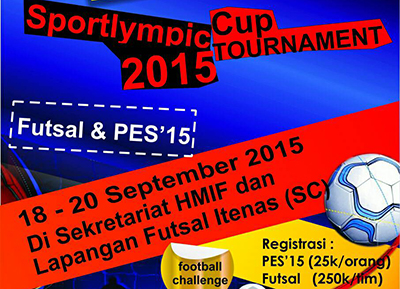 Sportlympic Cup
2015 TOURNAMENT
Futsal & PES'15
18 - 20 September 2015
Di Sekretariat HMIF dan
Lapangan Futsal Itenas (SC)
football
challenge
Registrasi :
PES'15 (25k/orang)
Futsal (250k/tim)